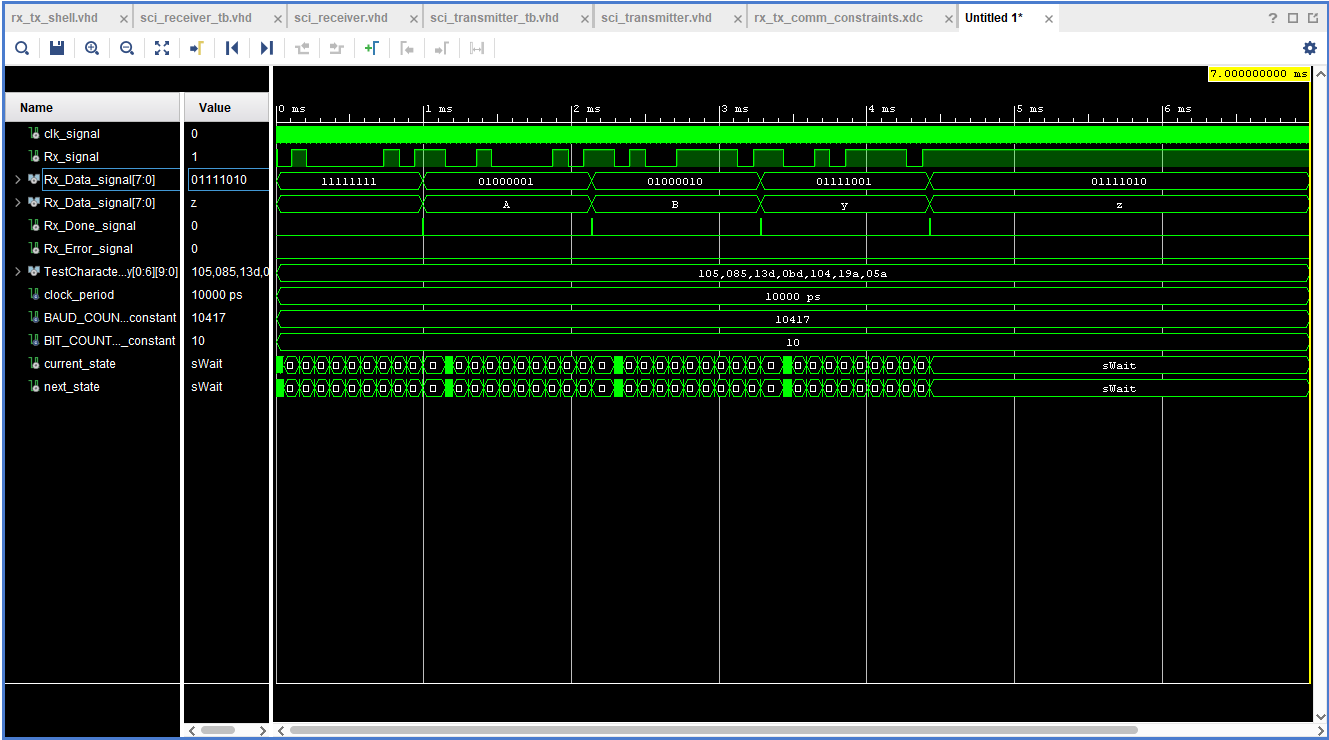 rx_tx_shell.vhd × sci_receiver_tb.vhd × sci_receiver.vhd × sci_transmitter_tb.vhd × sci_transmitter.vhd × rx_tx_comm_constraints.xdc × Untitled 1* × ?
7.000000000 ms
Name Value 0 ms 1 ms 2 ms 3 ms 4 ms 5 ms 6 ms
clk_signal 0
Rx_signal 1
Rx_Data_signal[7:0] 01111010 11111111 01000001 01000010 01111001 01111010
Rx_Data_signal[7:0] z A B y z
Rx_Done_signal 0
Rx_Error_signal 0
TestCharacte...y[0:6][9:0] 105,085,13d,0 105,085,13d,0bd,104,19a,05a
clock_period 10000 ps 10000 ps
BAUD_COUN...constant 10417 10417
BIT_COUNT..._constant 10 10
current_state sWait sWait
next_state sWait sWait